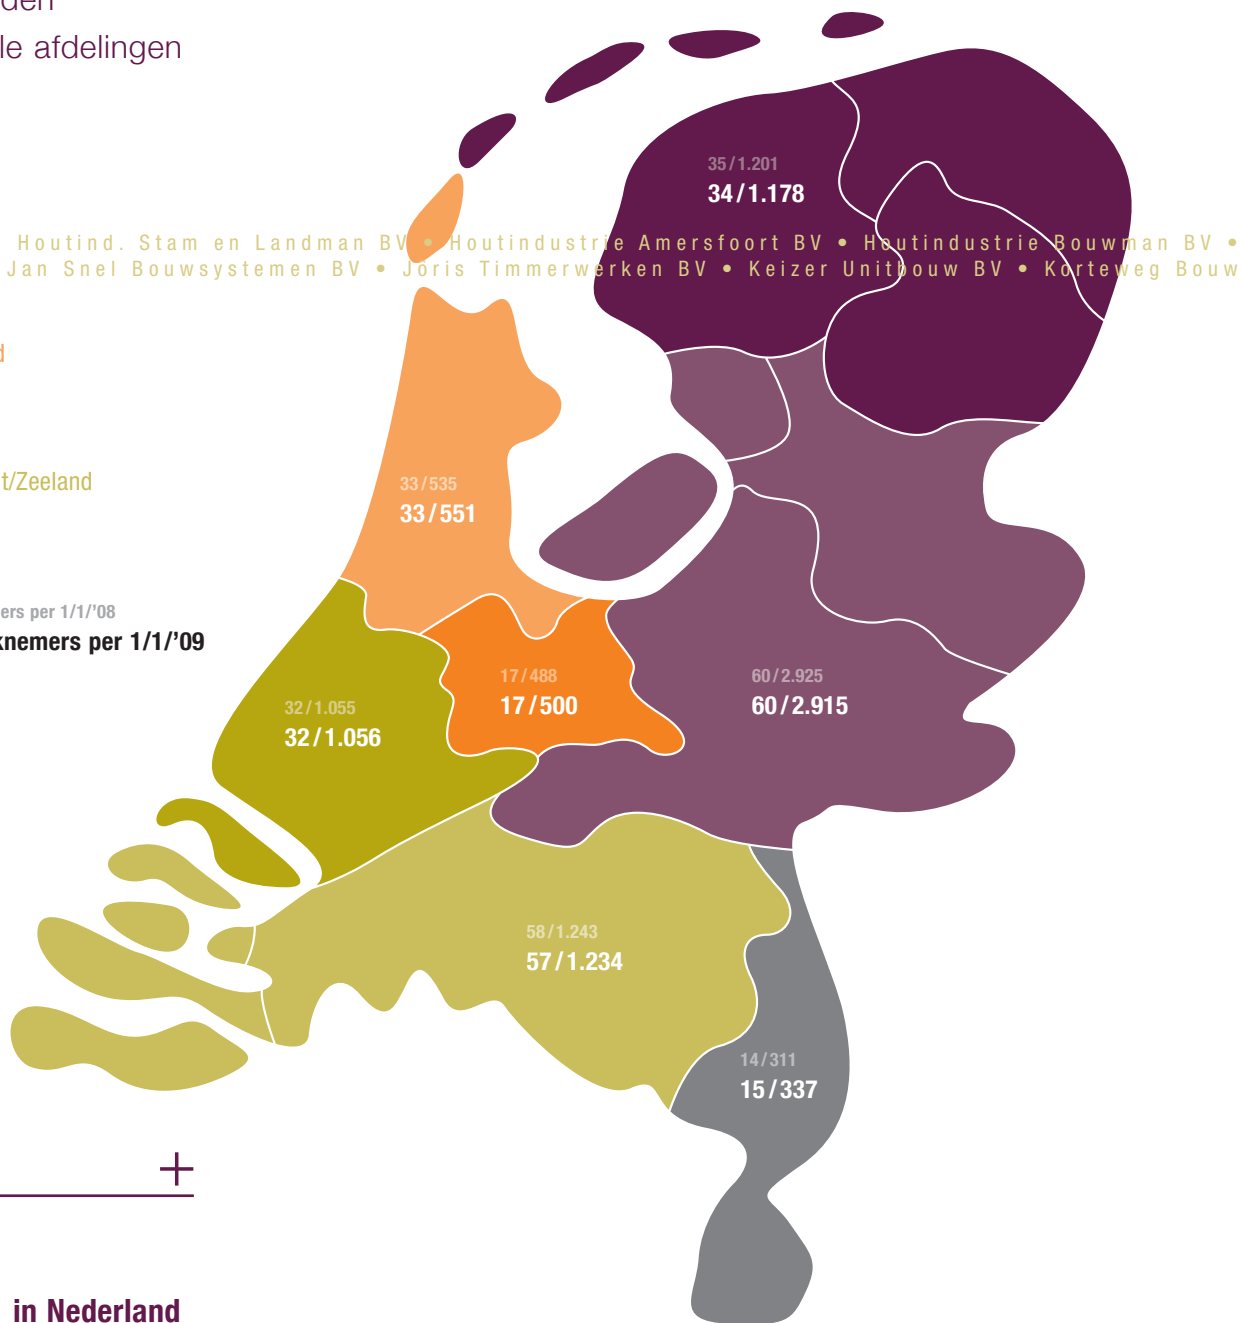 den
le afdelingen
35/1.201
34/1.178
Houtind. Stam en Landman BV • Houtindustrie Amersfoort BV • Houtindustrie Bouwman BV •
Jan Snel Bouwsystemen BV • Joris Timmerwerken BV • Keizer Unitbouw BV • Korteweg Bouw
d
t/Zeeland
33/535
33/551
ers per 1/1/'08
knemers per 1/1/'09
17/488
17/500
60/2.925
60/2.915
32/1.055
32/1.056
58/1.243
57/1.234
14/311
15/337
+
in Nederland